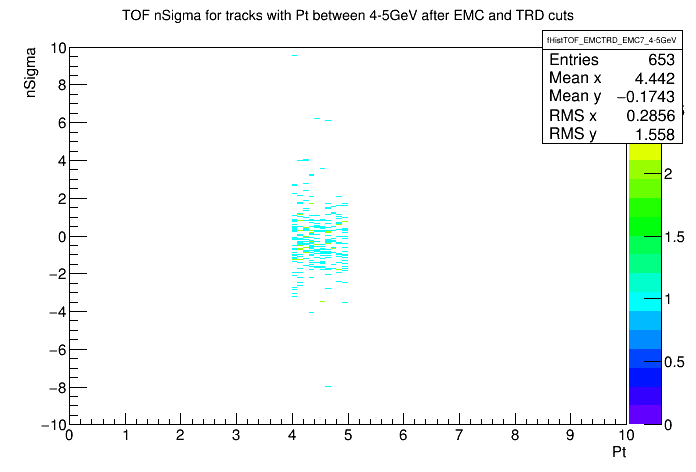 TOF nSigma for tracks with Pt between 4-5GeV after EMC and TRD cuts
fHistTOF_EMCTRD_EMC7_4-5GeV
Entries 653
Mean x 4.442
Mean y −0.1743
RMS x 0.2856
RMS y 1.558
nSigma
10
8
6
4
2
0
−2
−4
−6
−8
−10
0 1 2 3 4 5 6 7 8 9 10
Pt
2
1.5
1
0.5
0